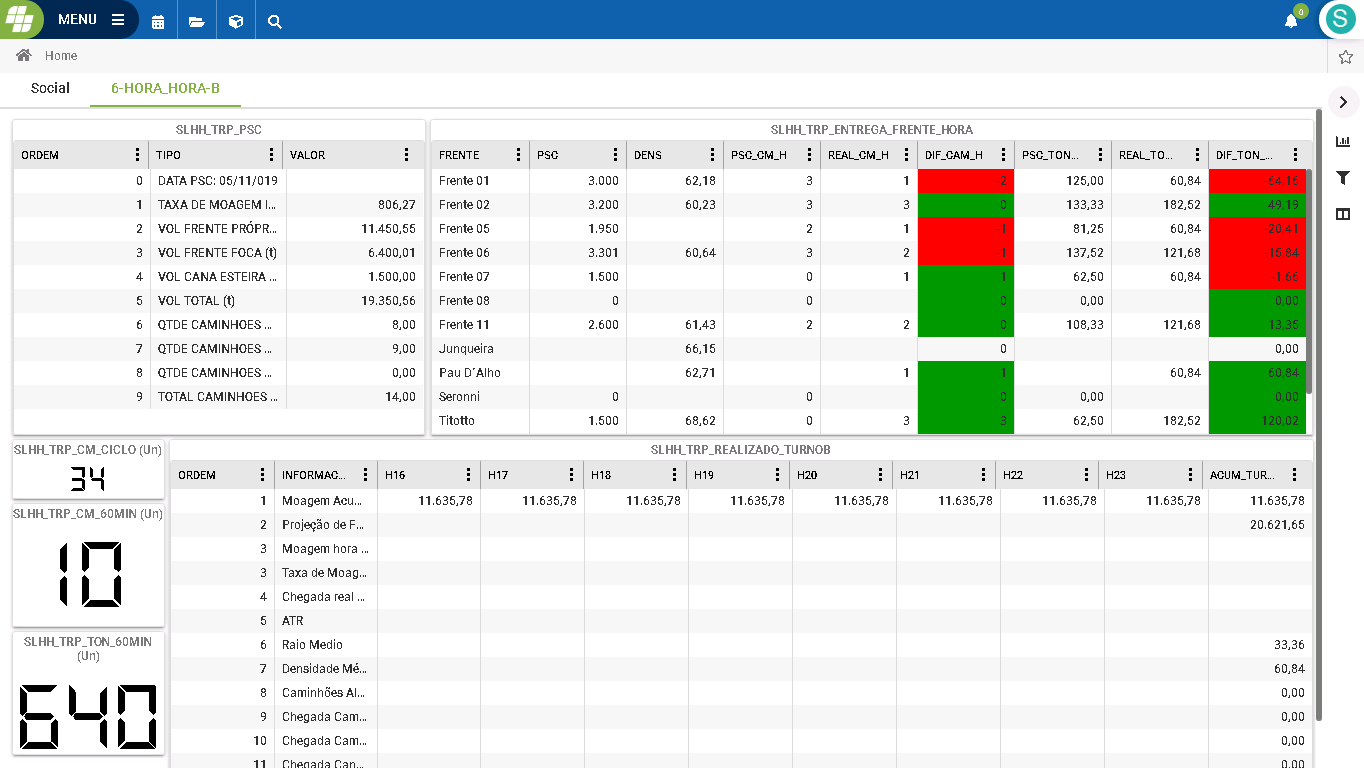 MENU
0
S
Home
Social 6-HORA_HORA-B
SLHH_TRP_PSC
ORDEM TIPO VALOR
0 DATA PSC: 05/11/019
1 TAXA DE MOAGEM I... 806,27
2 VOL FRENTE PRÓPR... 11.450,55
3 VOL FRENTE FOCA (t) 6.400,01
4 VOL CANA ESTEIRA ... 1.500,00
5 VOL TOTAL (t) 19.350,56
6 QTDE CAMINHOES ... 8,00
7 QTDE CAMINHOES ... 9,00
8 QTDE CAMINHOES ... 0,00
9 TOTAL CAMINHOES ... 14,00
SLHH_TRP_ENTREGA_FRENTE_HORA
FRENTE PSC DENS PSC_CM_H REAL_CM_H DIF_CAM_H PSC_TON... REAL_TO... DIF_TON_...
Frente 01 3.000 62,18 3 1 -2 125,00 60,84 64,16
Frente 02 3.200 60,23 3 3 0 133,33 182,52 49,19
Frente 05 1.950 2 1 -1 81,25 60,84 -20,41
Frente 06 3.301 60,64 3 2 -1 137,52 121,68 -15,84
Frente 07 1.500 0 1 1 62,50 60,84 -1,66
Frente 08 0 0 0 0,00 0,00
Frente 11 2.600 61,43 2 2 0 108,33 121,68 13,35
Junqueira 66,15 0 0,00
Pau D´Alho 62,71 1 1 60,84 60,84
Seronni 0 0 0 0,00 0,00
Titotto 1.500 68,62 0 3 3 62,50 182,52 120,02
SLHH_TRP_CM_CICLO (Un)
34
SLHH_TRP_CM_60MIN (Un)
10
SLHH_TRP_TON_60MIN
(Un)
640
SLHH_TRP_REALIZADO_TURNOB
ORDEM INFORMAC... H16 H17 H18 H19 H20 H21 H22 H23 ACUM_TUR...
1 Moagem Acu... 11.635,78 11.635,78 11.635,78 11.635,78 11.635,78 11.635,78 11.635,78 11.635,78 11.635,78
2 Projeção de F... 20.621,65
3 Moagem hora ...
3 Taxa de Moag...
4 Chegada real ...
5 ATR
6 Raio Medio 33,36
7 Densidade Mé... 60,84
8 Caminhões Al... 0,00
9 Chegada Cam... 0,00
10 Chegada Cam... 0,00
11 Chegada Can... 0,00